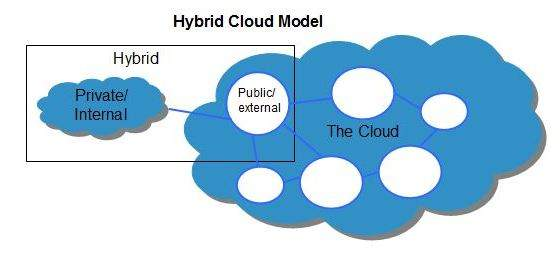 Hybrid Cloud Model
Hybrid
Private/
Internal
Public/
external
The Cloud